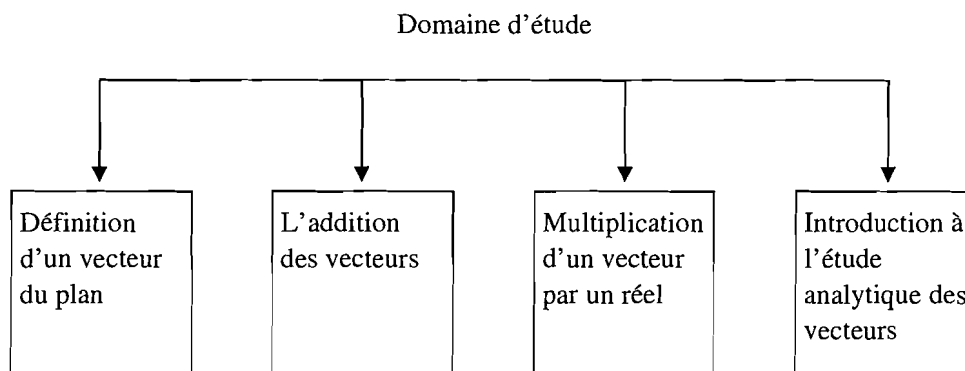 Domaine d'étude
Définition
d'un vecteur
du plan
L'addition
des vecteurs
Multiplication
d'un vecteur
par un réel
Introduction à
l'étude
analytique des
vecteurs